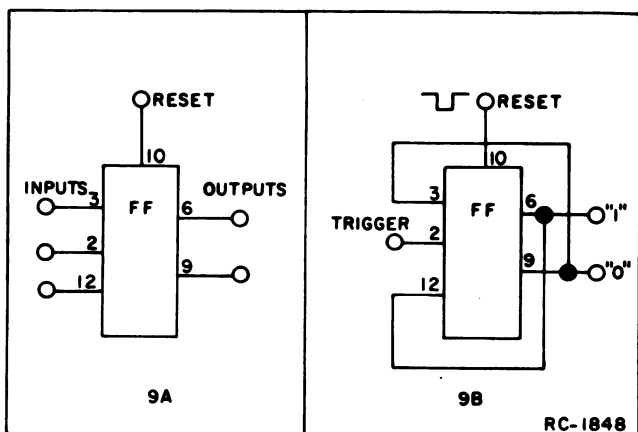 RESET
10
INPUTS
3
FF
6
OUTPUTS
2
9
12
9A
RESET
10
3
FF
6
"1"
TRIGGER
2
9
"0"
12
9B
RC-1848